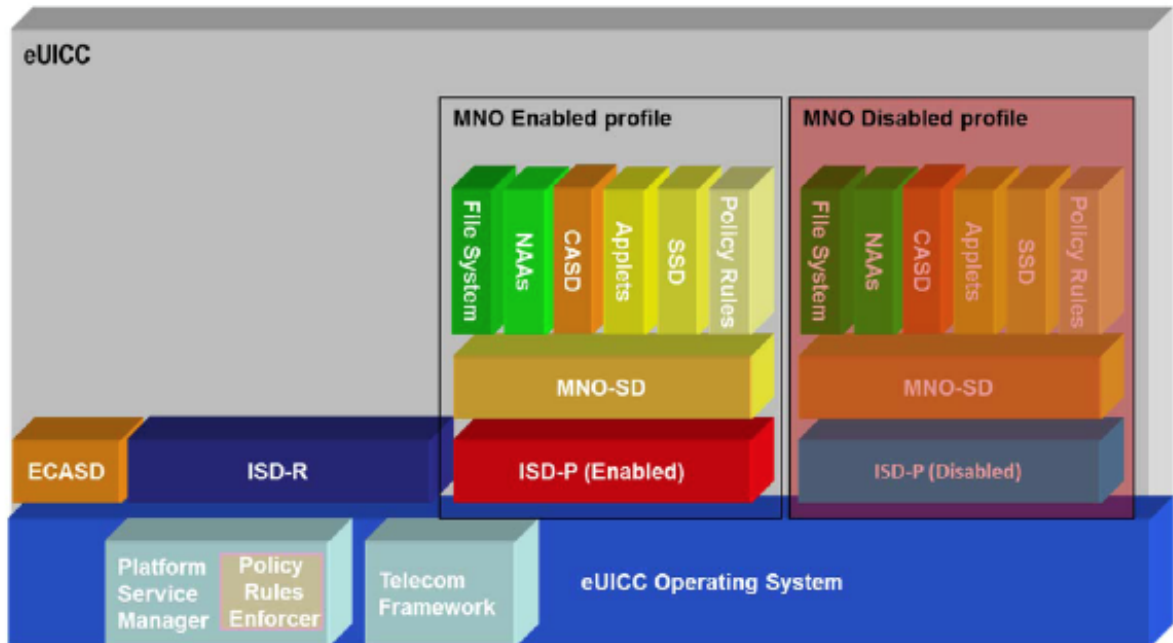 eUICC
MNO Enabled profile
MNO Disabled profile
File System
NAAs
CASD
Applets
SSD
Policy Rules
File System
NAAs
CASD
Applets
SSD
Policy Rules
MNO-SD
MNO-SD
ECASD
ISD-R
ISD-P (Enabled)
ISD-P (Disabled)
Platform
Service
Manager
Policy
Rules
Enforcer
Telecom
Framework
eUICC Operating System